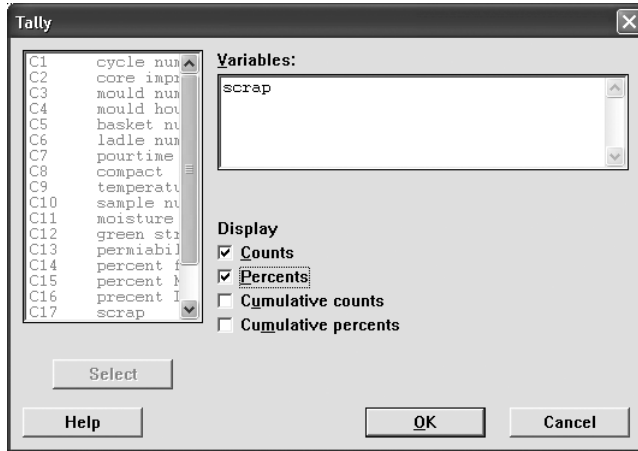 Tally
C1 cycle num
C2 core impr
C3 mould num
C4 mould hou
C5 basket nu
C6 ladle num
C7 pourtime
C8 compact
C9 temperatu
C10 sample nu
C11 moisture
C12 green str
C13 permiabil
C14 percent f
C15 percent M
C16 precent I
C17 scrap
Variables:
scrap
Display
Counts
Percents
Cumulative counts
Cumulative percents
Select
Help
OK
Cancel